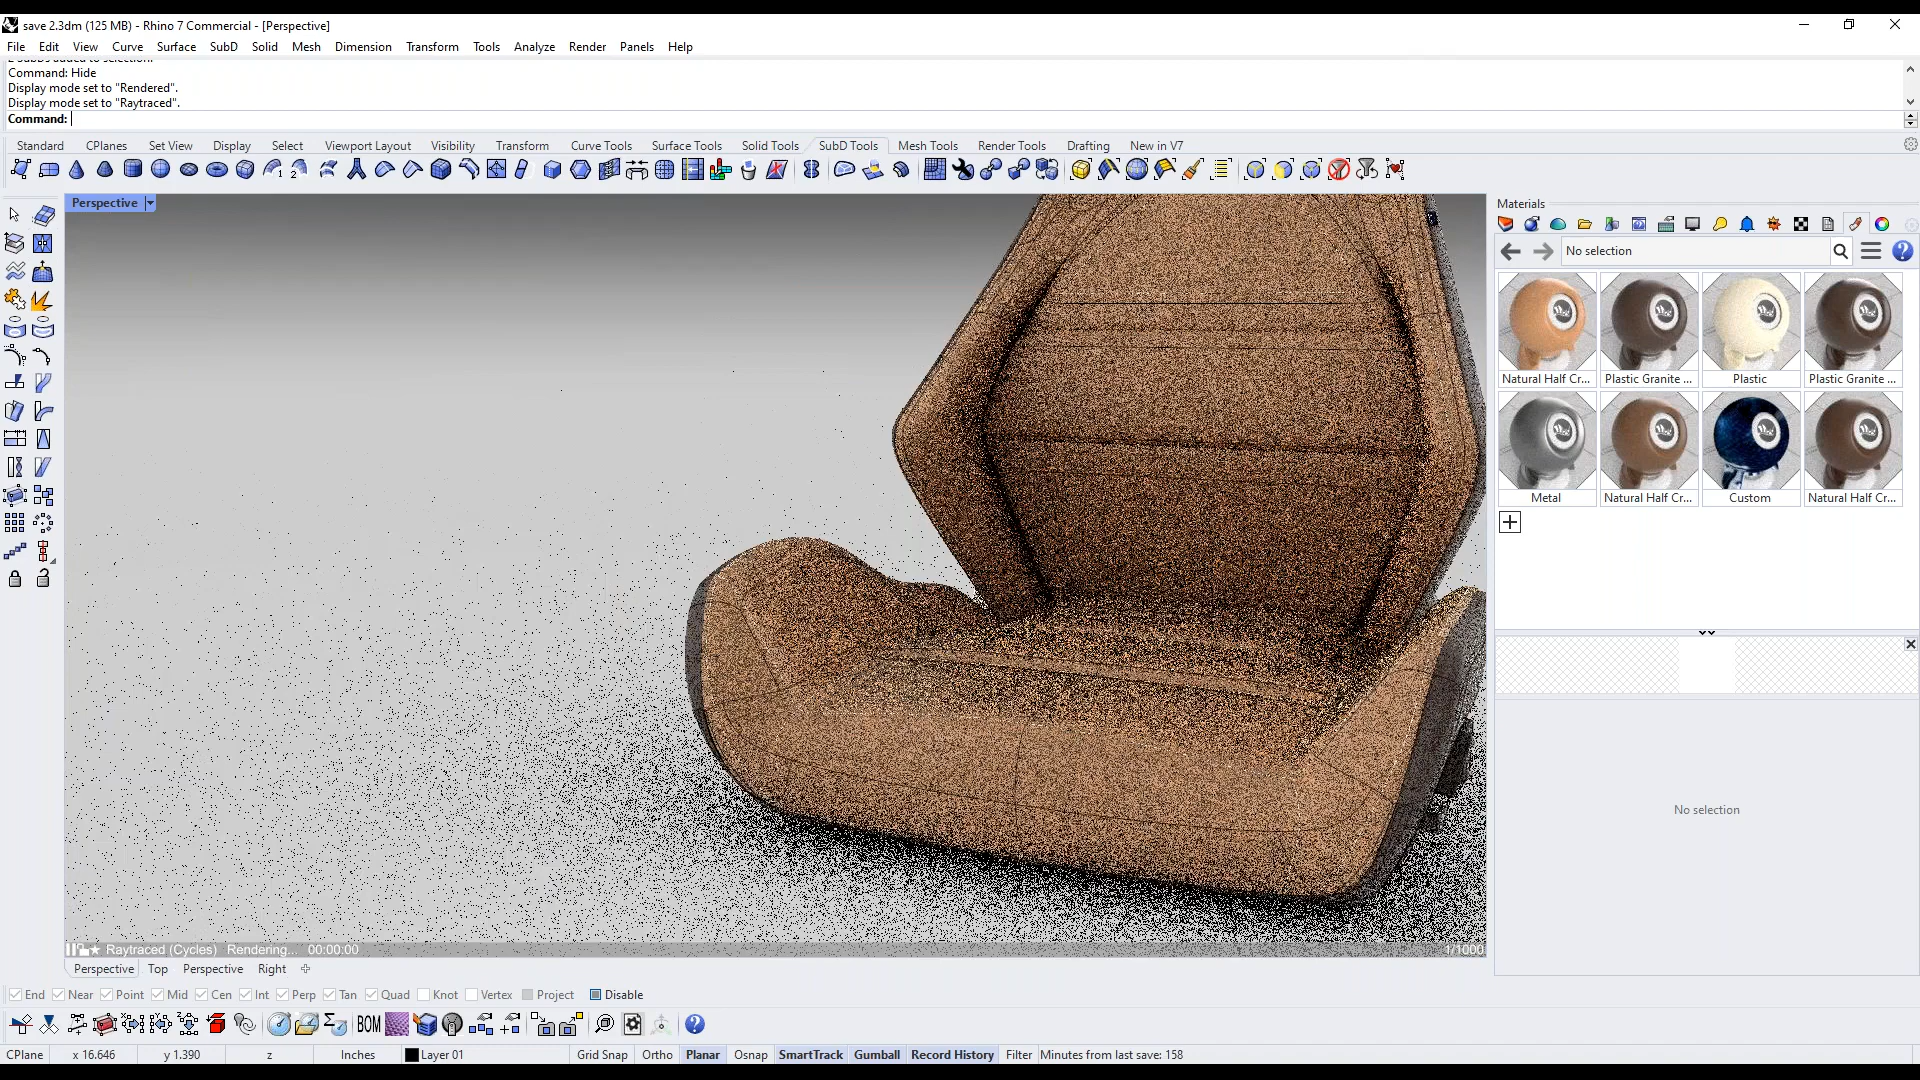 save 2.3dm (125 MB) - Rhino 7 Commercial - [Perspective]
File Edit View Curve Surface SubD Solid Mesh Dimension Transform Tools Analyze Render Panels Help
2 SubDs added to selection.
Command: Hide
Display mode set to "Rendered".
Display mode set to "Raytraced".
Command:
Standard CPlanes Set View Display Select Viewport Layout Visibility Transform Curve Tools Surface Tools Solid Tools SubD Tools Mesh Tools Render Tools Drafting New in V7
Perspective
Materials
No selection
Natural Half Cr... Plastic Granite ... Plastic Plastic Granite ...
Metal Natural Half Cr... Custom Natural Half Cr...
No selection
Raytraced (Cycles) Rendering... 00:00:00 1/1000
Perspective Top Perspective Right
End Near Point Mid Cen Int Perp Tan Quad Knot Vertex Project Disable
BOM
CPlane x 16.646 y 1.390 z Inches Layer 01 Grid Snap Ortho Planar Osnap SmartTrack Gumball Record History Filter Minutes from last save: 158